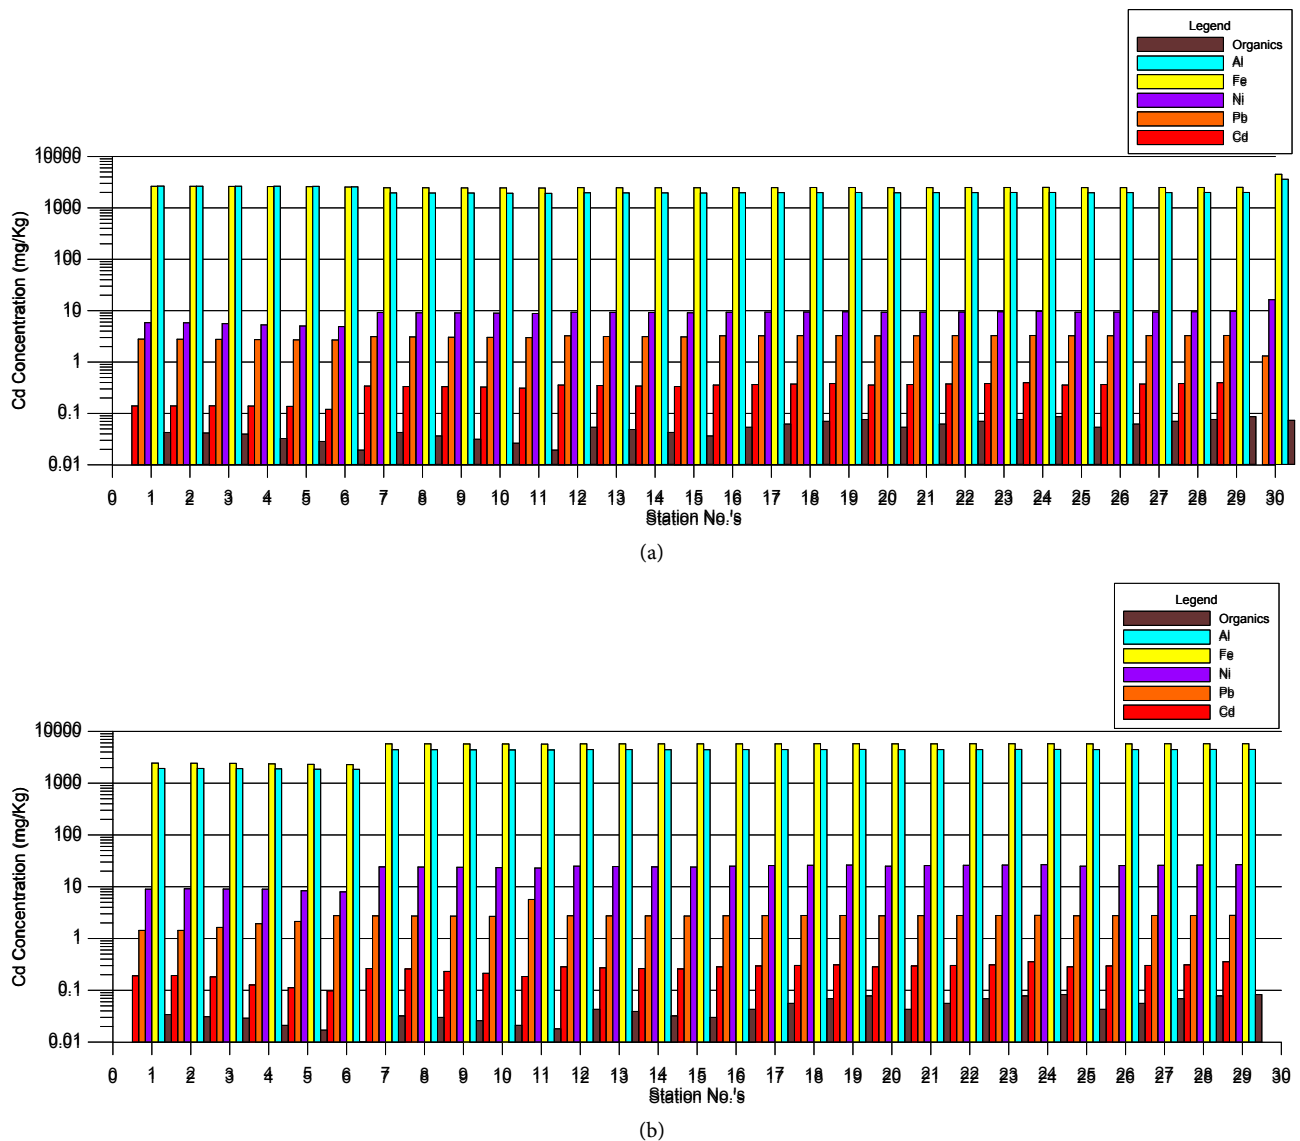 Legend
Organics
Al
Fe
Ni
Pb
Cd
10000
1000
100
10
1
0.1
0.01
Cd Concentration (mg/Kg)
0 1 2 3 4 5 6 7 8 9 10 11 12 13 14 15 16 17 18 19 20 21 22 23 24 25 26 27 28 29 30
Station No.'s
(a)
Legend
Organics
Al
Fe
Ni
Pb
Cd
10000
1000
100
10
1
0.1
0.01
Cd Concentration (mg/Kg)
0 1 2 3 4 5 6 7 8 9 10 11 12 13 14 15 16 17 18 19 20 21 22 23 24 25 26 27 28 29 30
Station No.'s
(b)